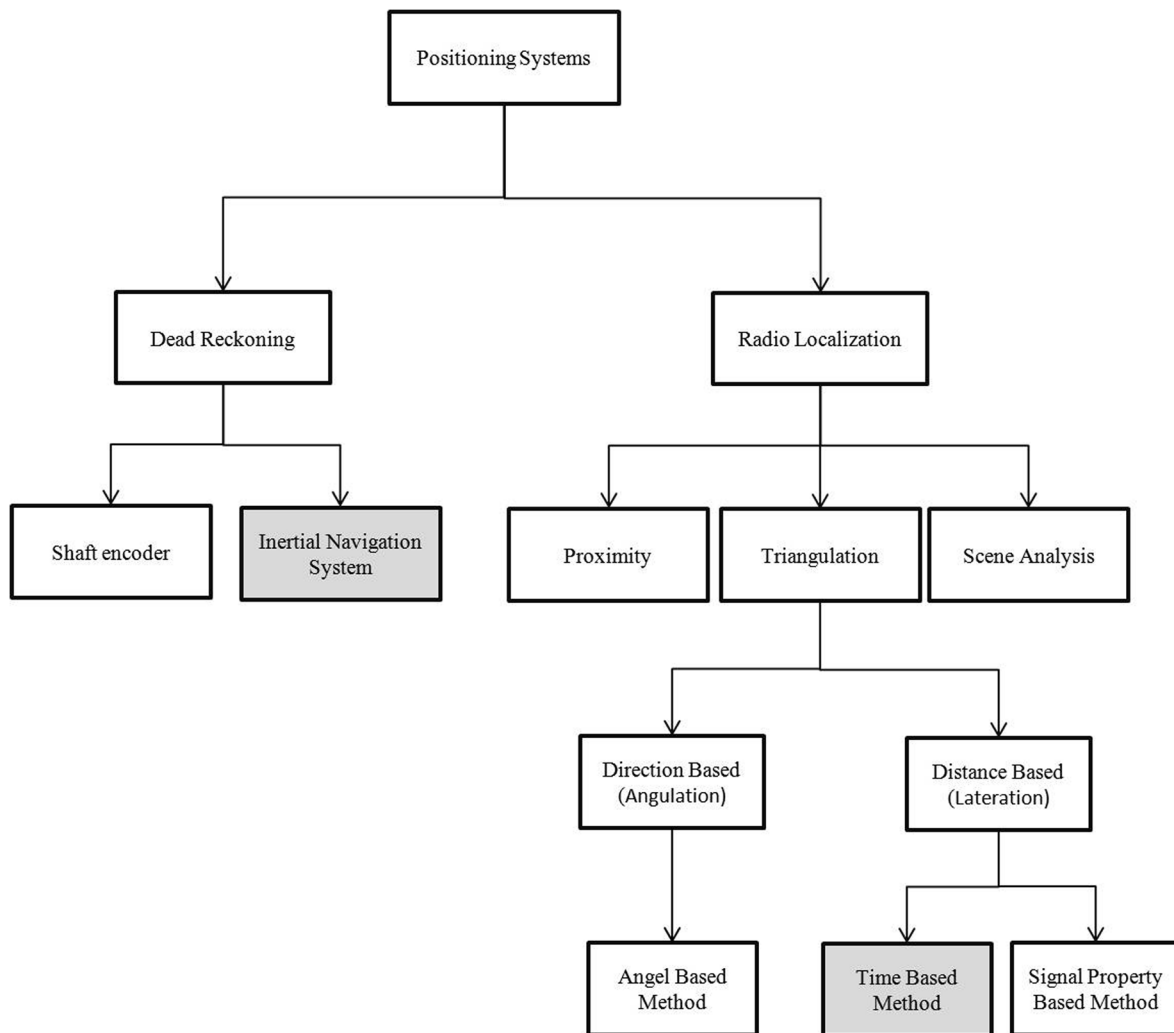 Positioning Systems
Dead Reckoning
Radio Localization
Shaft encoder
Inertial Navigation
System
Proximity
Triangulation
Scene Analysis
Direction Based
(Angulation)
Distance Based
(Lateration)
Angel Based
Method
Time Based
Method
Signal Property
Based Method